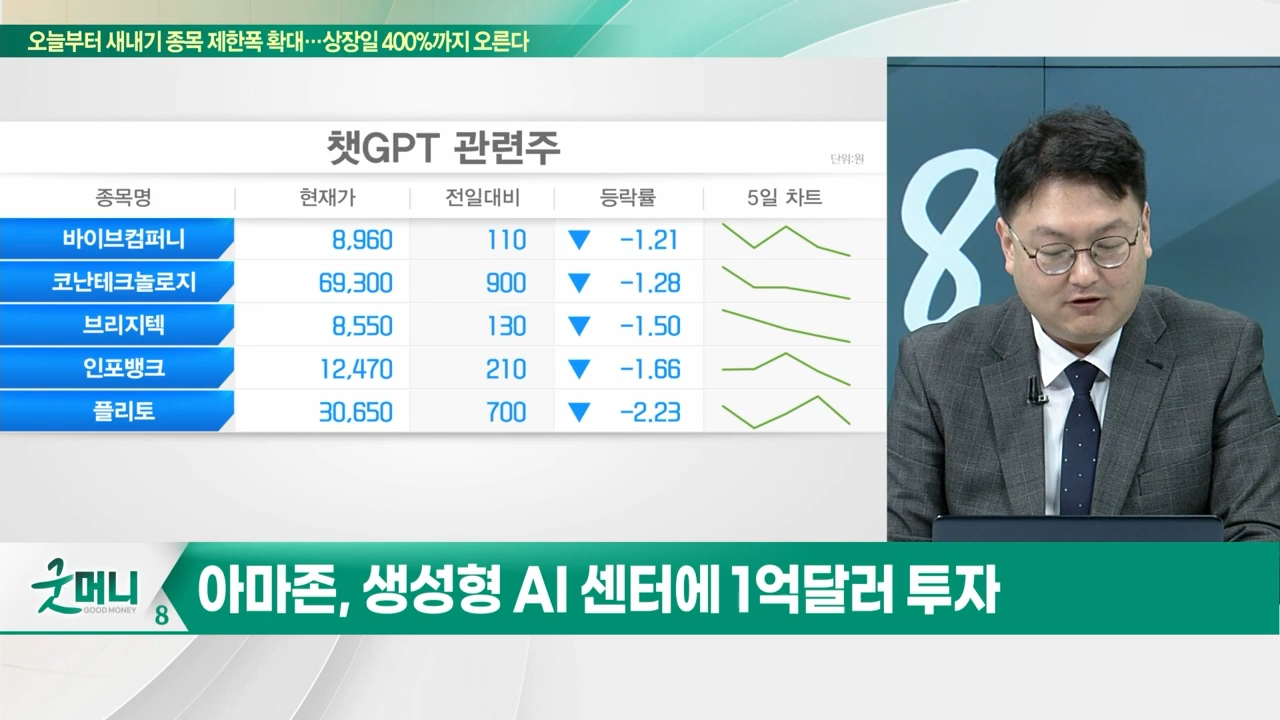 오늘부터 새내기 종목 제한폭 확대…상장일 400%까지 오른다
챗GPT 관련주
단위:원
종목명 현재가 전일대비 등락률 5일 차트
바이브컴퍼니 8,960 110 ▼ -1.21
코난테크놀로지 69,300 900 ▼ -1.28
브리지텍 8,550 130 ▼ -1.50
인포뱅크 12,470 210 ▼ -1.66
플리토 30,650 700 ▼ -2.23
8
굿머니
GOOD MONEY
8
아마존, 생성형 AI 센터에 1억달러 투자